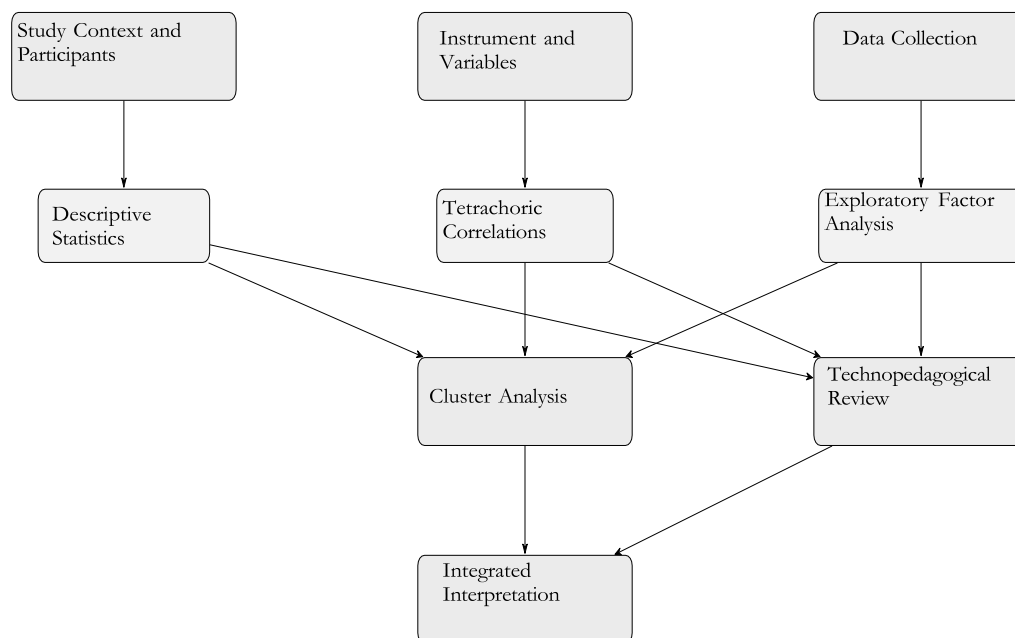 Study Context and
Participants
Instrument and
Variables
Data Collection
Descriptive
Statistics
Tetrachoric
Correlations
Exploratory Factor
Analysis
Cluster Analysis
Technopedagogical
Review
Integrated
Interpretation